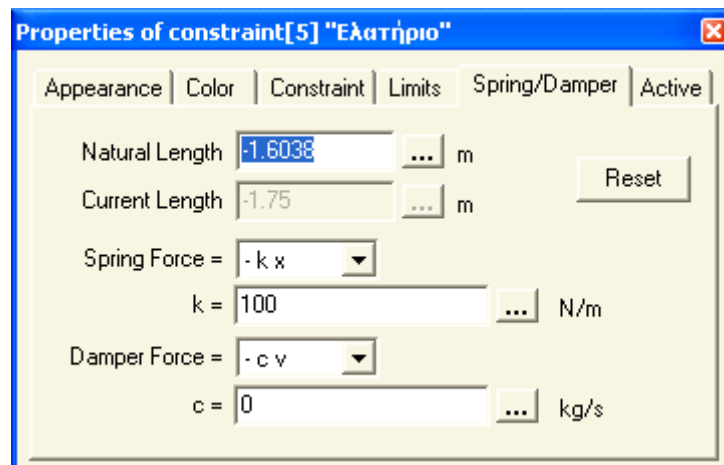 Properties of constraint[5] "Ελατήριο"
Appearance Color Constraint Limits Spring/Damper Active
Natural Length -1.6038 ... m
Reset
Current Length -1.75 ... m
Spring Force = - k x
k = 100 ... N/m
Damper Force = - c v
c = 0 ... kg/s